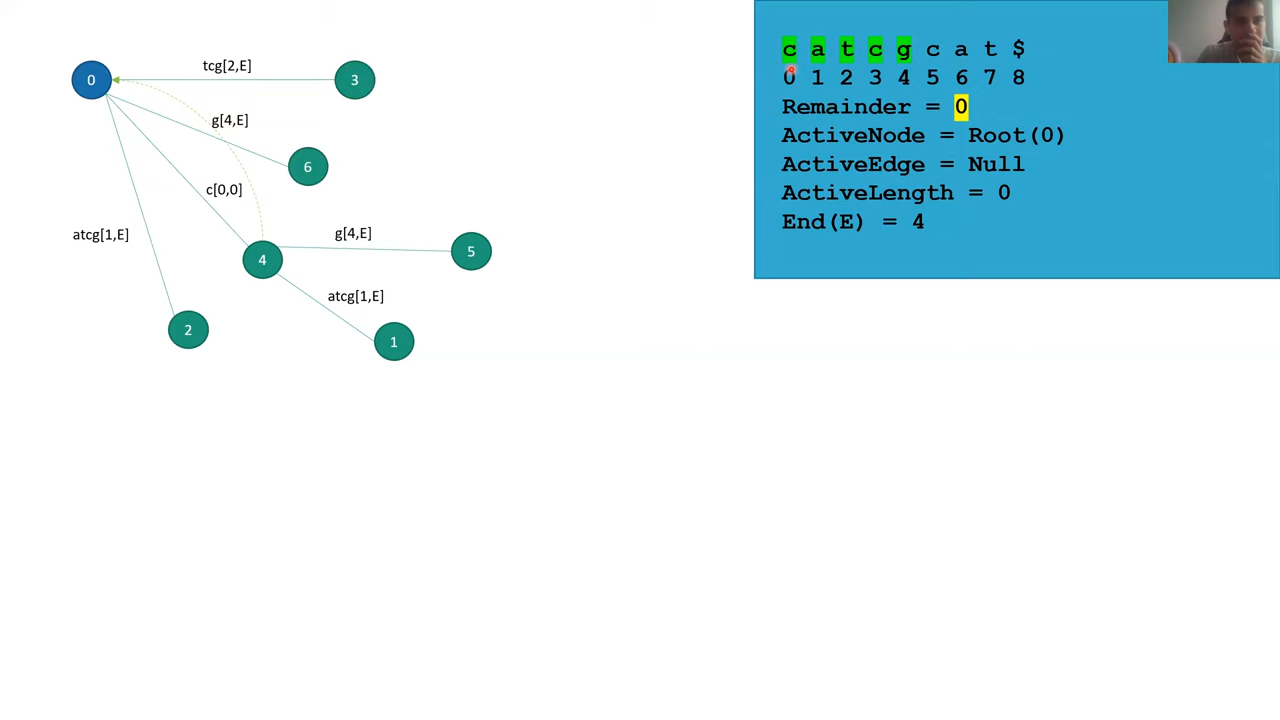 c a t c g c a t $
0 1 2 3 4 5 6 7 8
Remainder = 0
ActiveNode = Root(0)
ActiveEdge = Null
ActiveLength = 0
End(E) = 4
0
tcg[2,E]
3
g[4,E]
6
c[0,0]
atcg[1,E]
g[4,E]
4
5
atcg[1,E]
2
1